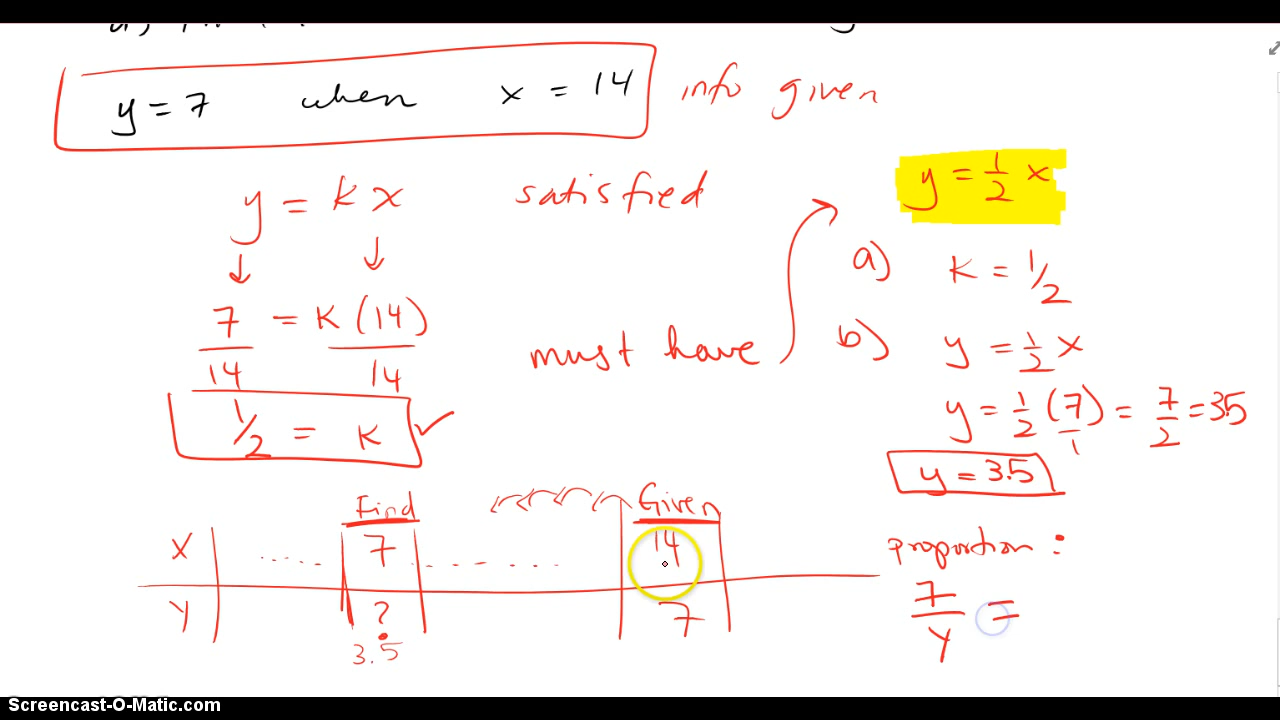 y = 7 when x = 14 info given
y = kx satisfied
7 = k(14)
14 14
1/2 = k
must have
y = 1/2 x
a) k = 1/2
b) y = 1/2 x
y = 1/2 (7)/1 = 7/2 = 3.5
y = 3.5
Find Given
x 7 14
y ? 7
3.5
proportion:
7/y =
Screencast-O-Matic.com